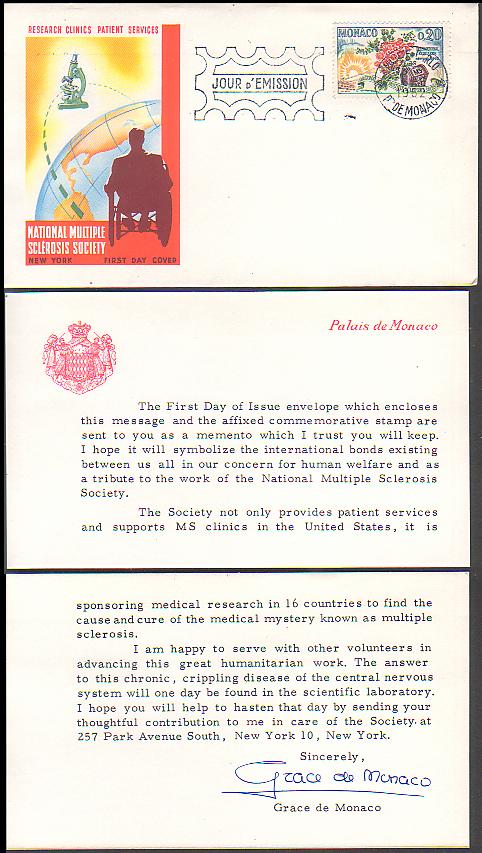 RESEARCH CLINICS PATIENT SERVICES
NATIONAL MULTIPLE
SCLEROSIS SOCIETY
NEW YORK FIRST DAY COVER
JOUR D'EMISSION
MONACO 0,20
P. DE MONACO
Palais de Monaco
The First Day of Issue envelope which encloses
this message and the affixed commemorative stamp are
sent to you as a memento which I trust you will keep.
I hope it will symbolize the international bonds existing
between us all in our concern for human welfare and as
a tribute to the work of the National Multiple Sclerosis
Society.
The Society not only provides patient services
and supports MS clinics in the United States, it is
sponsoring medical research in 16 countries to find the
cause and cure of the medical mystery known as multiple
sclerosis.
I am happy to serve with other volunteers in
advancing this great humanitarian work. The answer
to this chronic, crippling disease of the central nervous
system will one day be found in the scientific laboratory.
I hope you will help to hasten that day by sending your
thoughtful contribution to me in care of the Society at
257 Park Avenue South, New York 10, New York.
Sincerely,
Grace de Monaco
Grace de Monaco